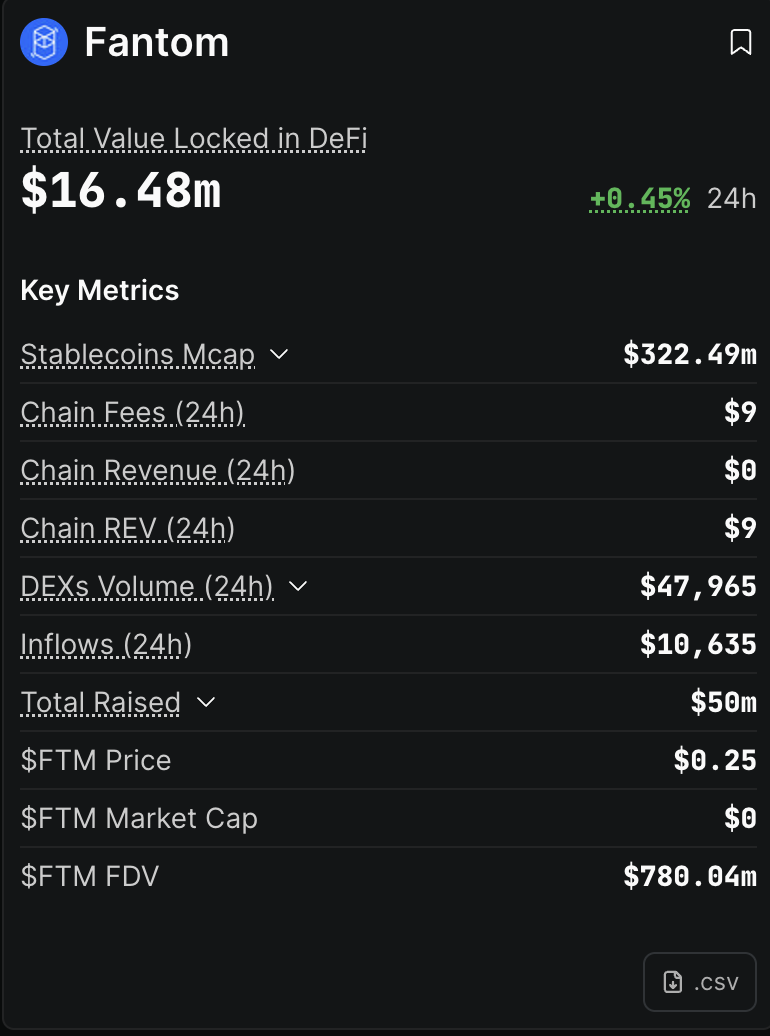 Fantom
Total Value Locked in DeFi
$16.48m
+0.45% 24h
Key Metrics
Stablecoins Mcap $322.49m
Chain Fees (24h) $9
Chain Revenue (24h) $0
Chain REV (24h) $9
DEXs Volume (24h) $47,965
Inflows (24h) $10,635
Total Raised $50m
$FTM Price $0.25
$FTM Market Cap $0
$FTM FDV $780.04m
.csv